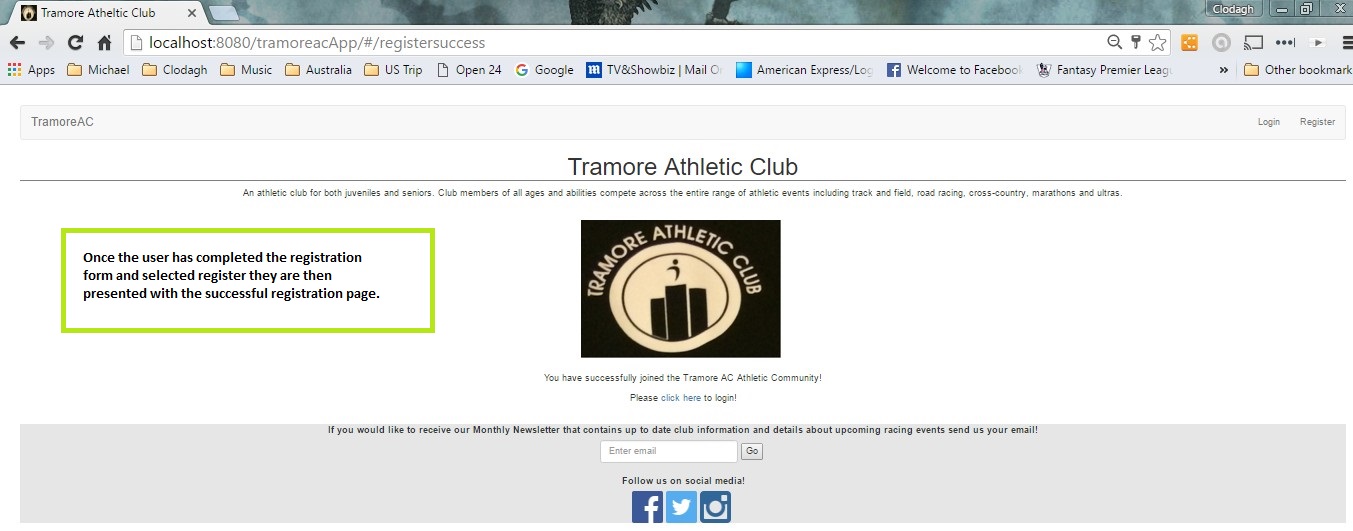 Tramore Atheltic Club
Clodagh
localhost:8080/tramoreacApp/#/registersuccess
Apps Michael Clodagh Music Australia US Trip Open 24 Google TV&Showbiz | Mail Or American Express/Log Welcome to Facebook Fantasy Premier Leagu » Other bookmark
TramoreAC Login Register
Tramore Athletic Club
An athletic club for both juveniles and seniors. Club members of all ages and abilities compete across the entire range of athletic events including track and field, road racing, cross-country, marathons and ultras.
TRAMORE ATHLETIC CLUB
Once the user has completed the registration
form and selected register they are then
presented with the successful registration page.
You have successfully joined the Tramore AC Athletic Community!
Please click here to login!
If you would like to receive our Monthly Newsletter that contains up to date club information and details about upcoming racing events send us your email!
Enter email Go
Follow us on social media!